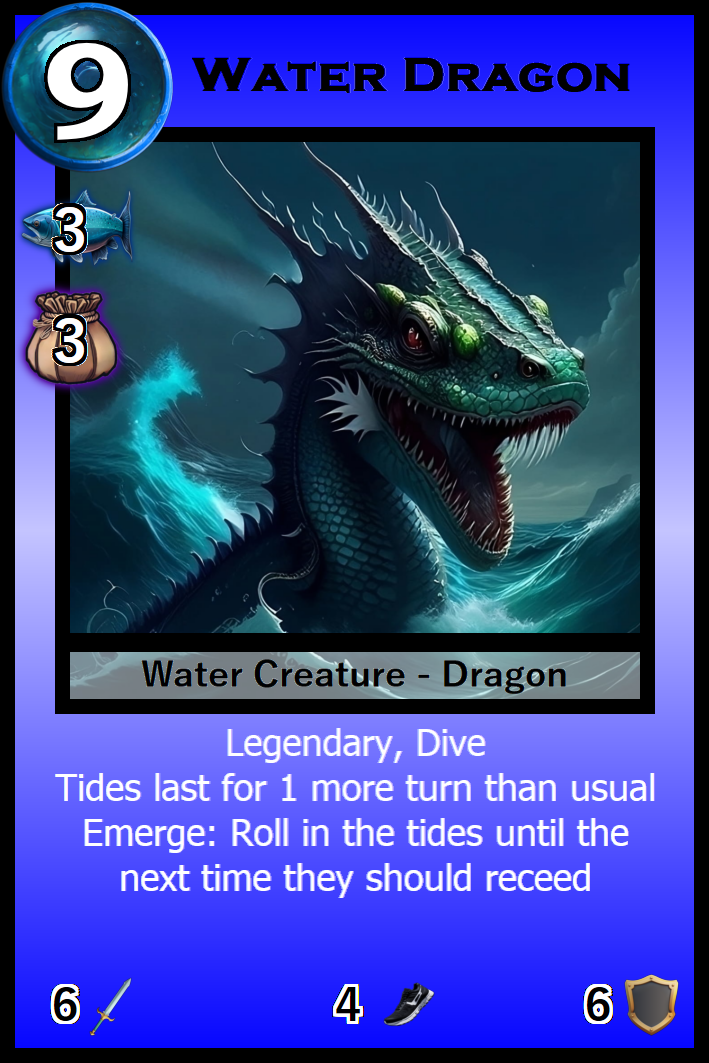 9
Water Dragon
3
3
Water Creature - Dragon
Legendary, Dive
Tides last for 1 more turn than usual
Emerge: Roll in the tides until the
next time they should receed
6 4 6